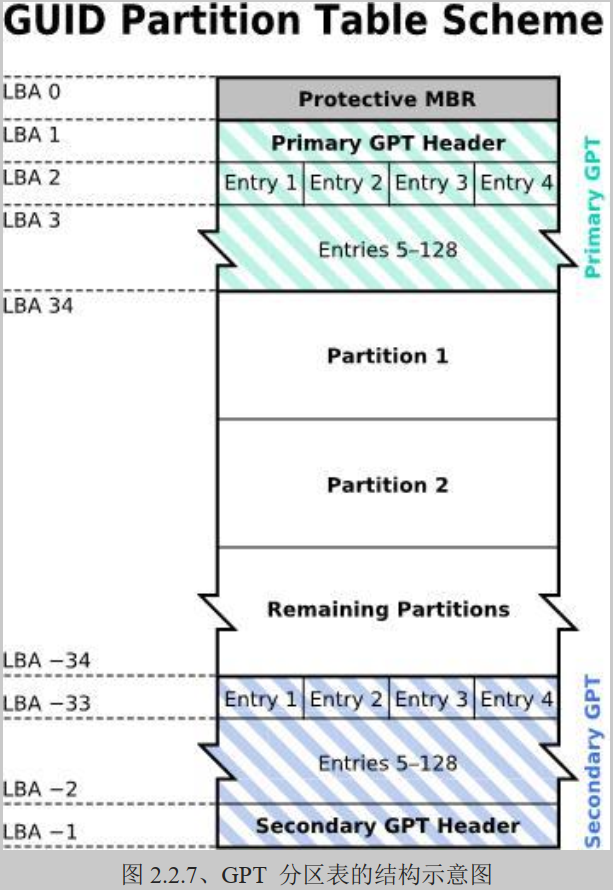 GUID Partition Table Scheme
LBA 0
Protective MBR
LBA 1
Primary GPT Header
LBA 2
Entry 1 Entry 2 Entry 3 Entry 4
LBA 3
Entries 5–128
Primary GPT
LBA 34
Partition 1
Partition 2
Remaining Partitions
LBA −34
LBA −33
Entry 1 Entry 2 Entry 3 Entry 4
Entries 5–128
LBA −2
Secondary GPT Header
LBA −1
Secondary GPT
图 2.2.7、GPT 分区表的结构示意图